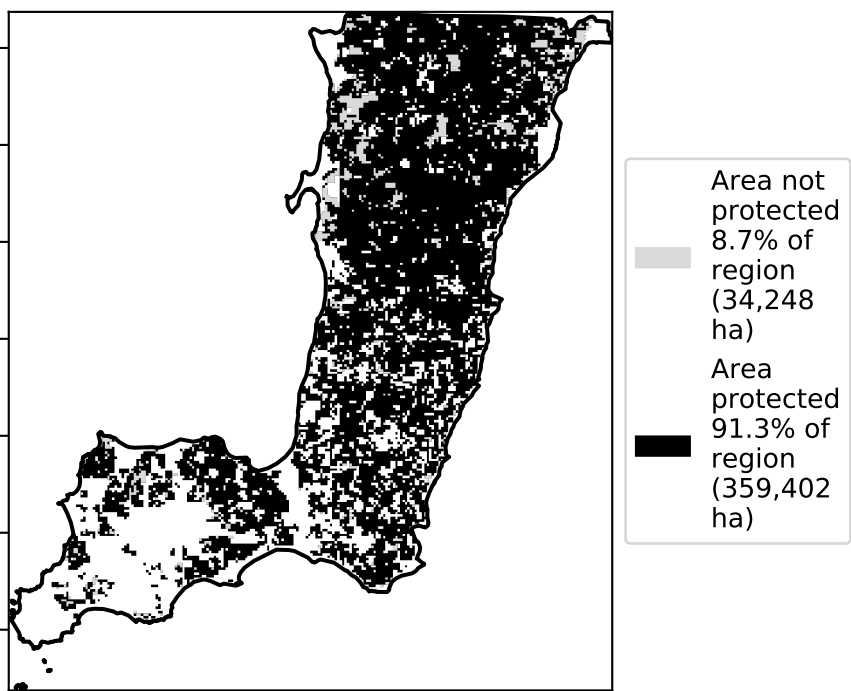 Area not
protected
8.7% of
region
(34,248
ha)
Area
protected
91.3% of
region
(359,402
ha)